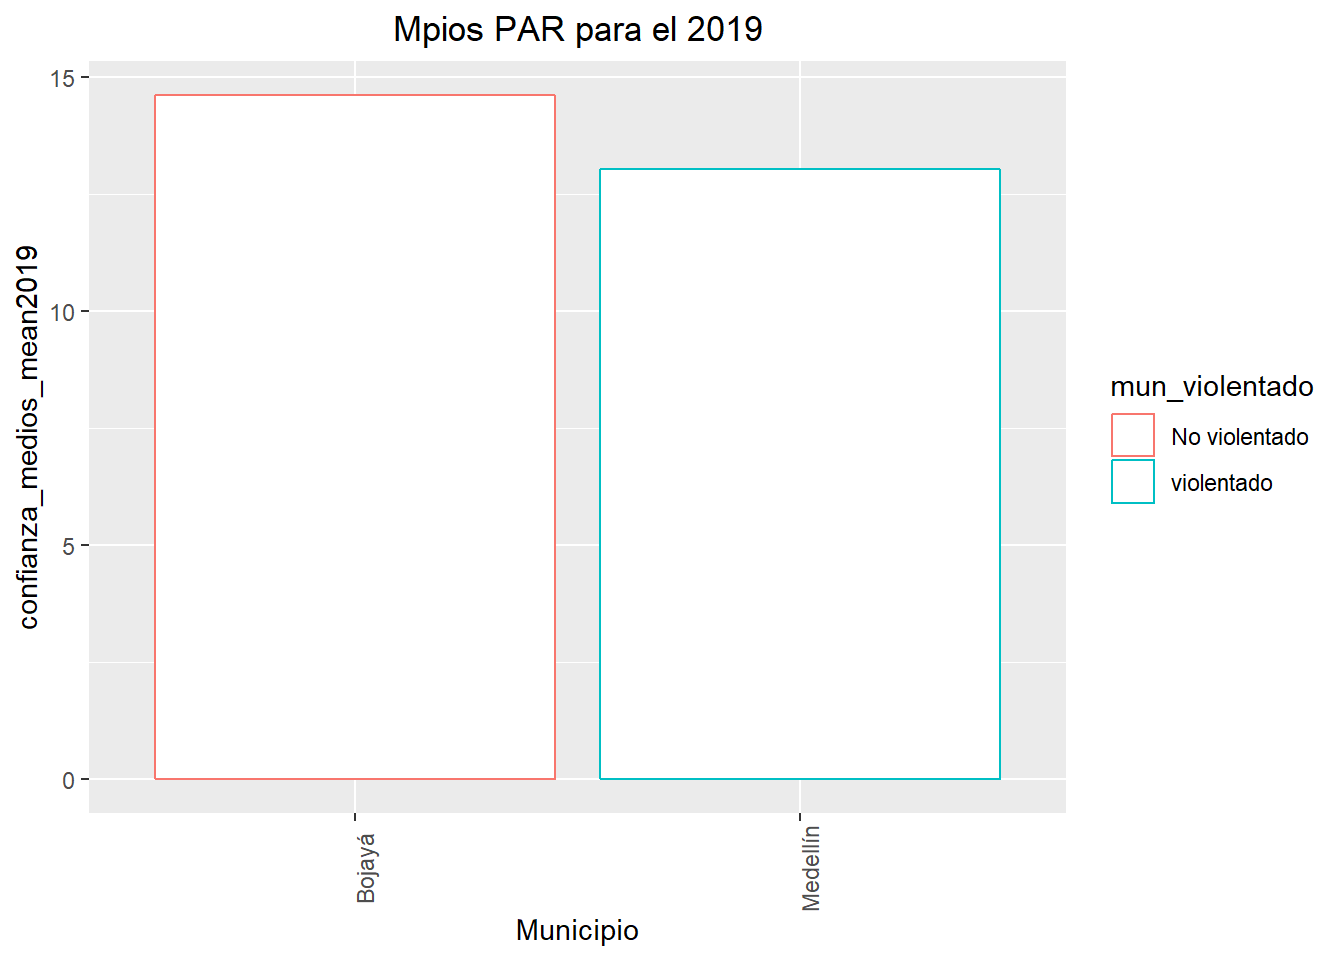 Mpios PAR para el 2019
confianza_medios_mean2019
15
10
5
0
Bojayá
Medellín
Municipio
mun_violentado
No violentado
violentado